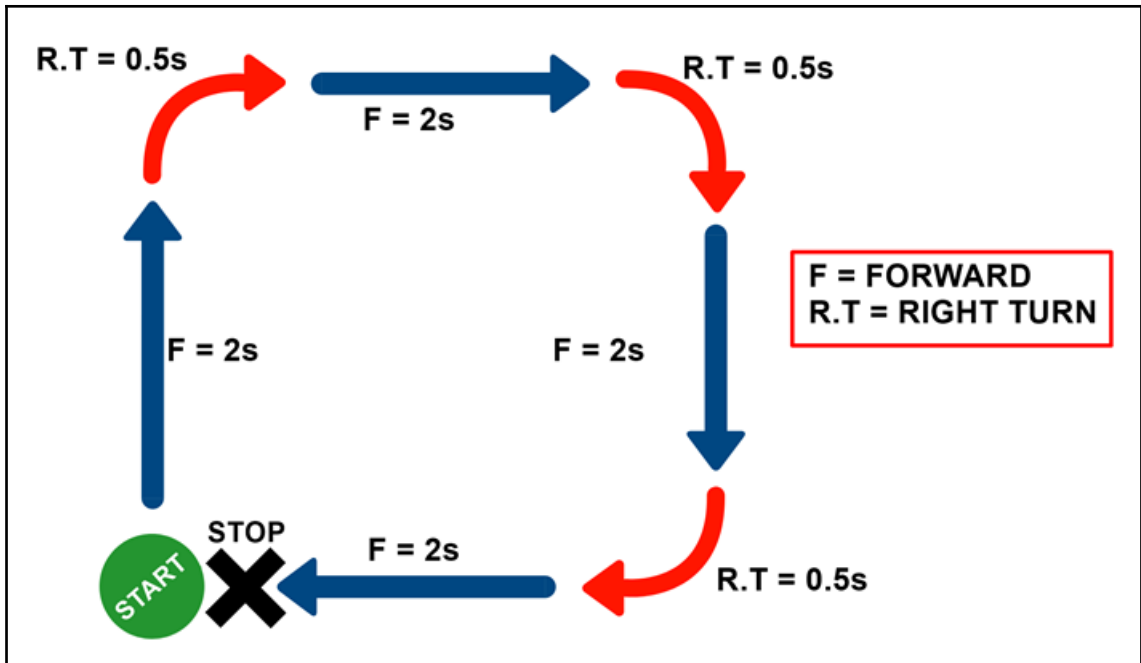 R.T = 0.5s
R.T = 0.5s
F = 2s
F = FORWARD
R.T = RIGHT TURN
F = 2s
F = 2s
STOP
START
F = 2s
R.T = 0.5s